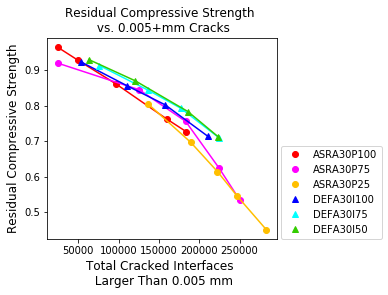 Residual Compressive Strength
vs. 0.005+mm Cracks
Residual Compressive Strength
0.9
0.8
0.7
0.6
0.5
50000 100000 150000 200000 250000
Total Cracked Interfaces
Larger Than 0.005 mm
ASRA30P100
ASRA30P75
ASRA30P25
DEFA30I100
DEFA30I75
DEFA30I50